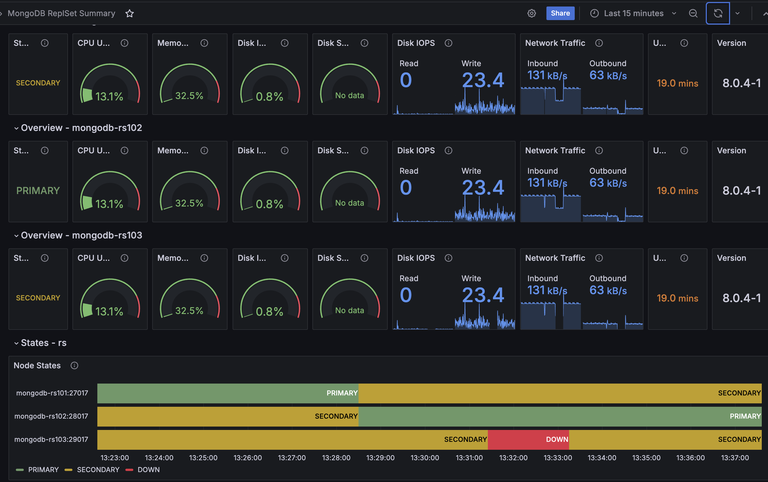 MongoDB ReplSet Summary
Share
Last 15 minutes
St...
CPU U...
Memo...
Disk I...
Disk S...
Disk IOPS
Network Traffic
U...
Version
SECONDARY
13.1%
32.5%
0.8%
No data
Read
0
Write
23.4
Inbound
131 kB/s
Outbound
63 kB/s
19.0 mins
8.0.4-1
Overview - mongodb-rs102
St...
CPU U...
Memo...
Disk I...
Disk S...
Disk IOPS
Network Traffic
U...
Version
PRIMARY
13.1%
32.5%
0.8%
No data
Read
0
Write
23.4
Inbound
131 kB/s
Outbound
63 kB/s
19.0 mins
8.0.4-1
Overview - mongodb-rs103
St...
CPU U...
Memo...
Disk I...
Disk S...
Disk IOPS
Network Traffic
U...
Version
SECONDARY
13.1%
32.5%
0.8%
No data
Read
0
Write
23.4
Inbound
131 kB/s
Outbound
63 kB/s
19.0 mins
8.0.4-1
States - rs
Node States
mongodb-rs101:27017 PRIMARY SECONDARY
mongodb-rs102:28017 SECONDARY PRIMARY
mongodb-rs103:29017 SECONDARY DOWN SECONDARY
13:23:00 13:24:00 13:25:00 13:26:00 13:27:00 13:28:00 13:29:00 13:30:00 13:31:00 13:32:00 13:33:00 13:34:00 13:35:00 13:36:00 13:37:00
PRIMARY SECONDARY DOWN